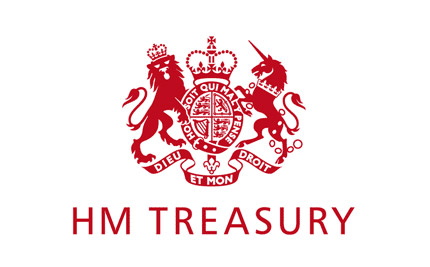 HONI SOIT QUI MAL Y PENSE
DIEU ET MON DROIT
HM TREASURY